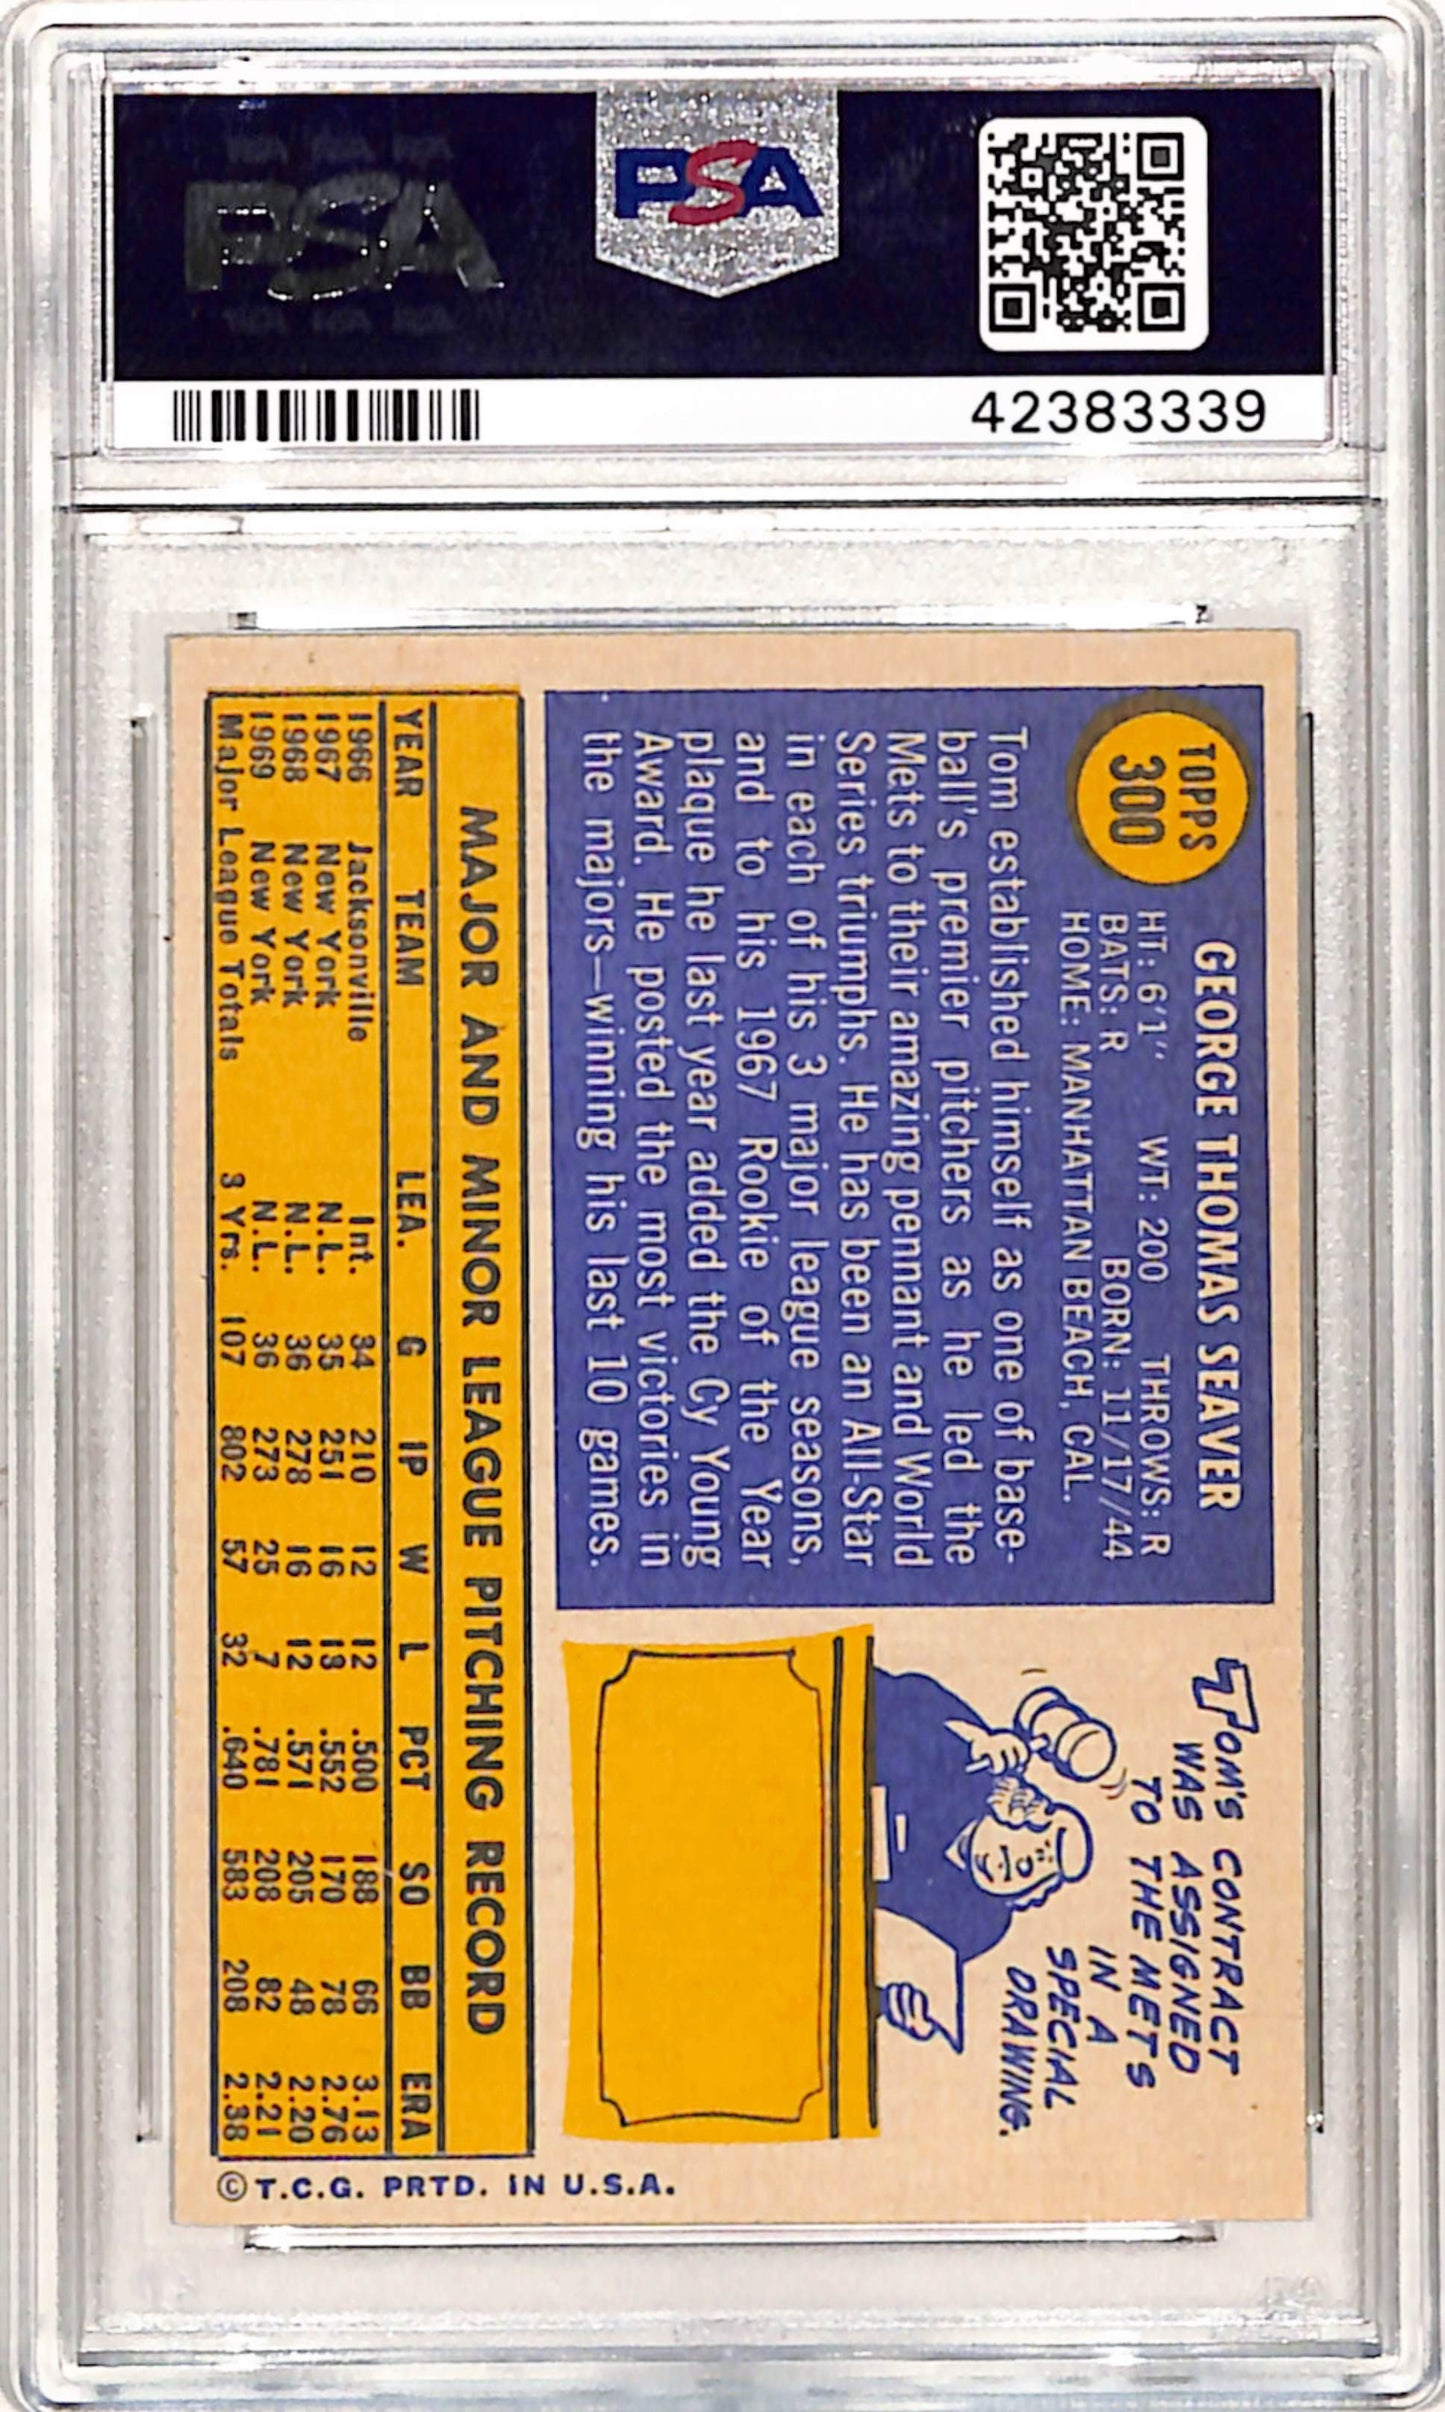 PSA
PSA
42383339
TOPPS
300
GEORGE THOMAS SEAVER
HT: 6'1" WT: 200 THROWS: R
BATS: R BORN: 11/17/44
HOME: MANHATTAN BEACH, CAL.
Tom established himself as one of base-
ball's premier pitchers as he led the
Mets to their amazing pennant and World
Series triumphs. He has been an All-Star
in each of his 3 major league seasons,
and to his 1967 Rookie of the Year
plaque he last year added the Cy Young
Award. He posted the most victories in
the majors—winning his last 10 games.
TOM'S CONTRACT
WAS ASSIGNED
TO THE METS
IN A
SPECIAL
DRAWING.
MAJOR AND MINOR LEAGUE PITCHING RECORD
YEAR TEAM LEA. G IP W L PCT SO BB ERA
1966 Jacksonville Int. 34 210 12 12 .500 188 66 3.13
1967 New York N.L. 35 251 16 13 .552 170 78 2.76
1968 New York N.L. 36 278 16 12 .571 205 48 2.20
1969 New York N.L. 36 273 25 7 .781 208 82 2.21
Major League Totals 3 Yrs. 107 802 57 32 .640 583 208 2.38
©T.C.G. PRTD. IN U.S.A.